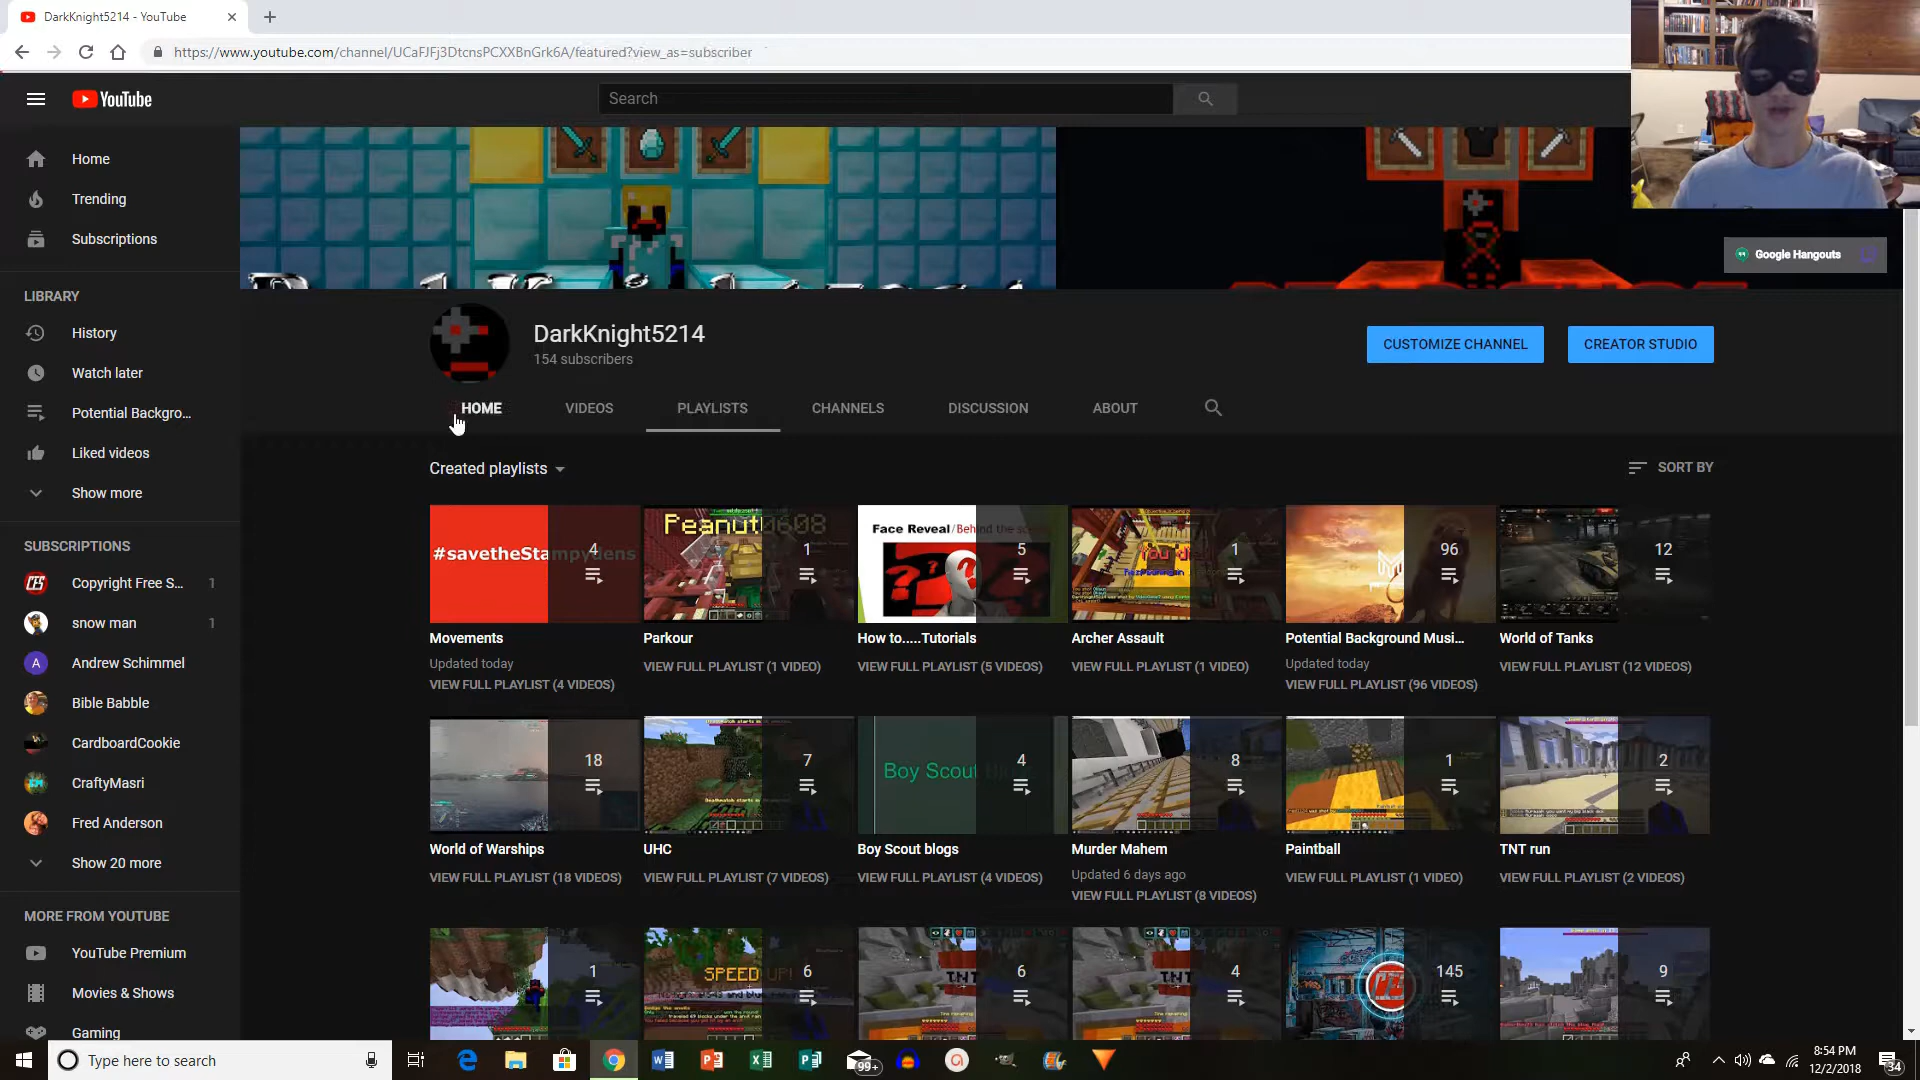 DarkKnight5214 - YouTube
https://www.youtube.com/channel/UCaFJFj3DtcnsPCXXBnGrk6A/featured?view_as=subscriber
YouTube
Search
Home
Trending
Subscriptions
LIBRARY
History
Watch later
Potential Backgro...
Liked videos
Show more
SUBSCRIPTIONS
Copyright Free S... 1
snow man 1
A Andrew Schimmel
Bible Babble
CardboardCookie
CraftyMasri
Fred Anderson
Show 20 more
MORE FROM YOUTUBE
YouTube Premium
Movies & Shows
Gaming
Google Hangouts
DarkKnight5214
154 subscribers
CUSTOMIZE CHANNEL CREATOR STUDIO
HOME VIDEOS PLAYLISTS CHANNELS DISCUSSION ABOUT
Created playlists
SORT BY
#savetheStampydens 4
Movements
Updated today
VIEW FULL PLAYLIST (4 VIDEOS)
Peanut0608
1
Parkour
VIEW FULL PLAYLIST (1 VIDEO)
Face Reveal/Behind the
5
How to.....Tutorials
VIEW FULL PLAYLIST (5 VIDEOS)
1
Archer Assault
VIEW FULL PLAYLIST (1 VIDEO)
96
Potential Background Musi...
Updated today
VIEW FULL PLAYLIST (96 VIDEOS)
12
World of Tanks
VIEW FULL PLAYLIST (12 VIDEOS)
18
World of Warships
VIEW FULL PLAYLIST (18 VIDEOS)
7
UHC
VIEW FULL PLAYLIST (7 VIDEOS)
Boy Scout
4
Boy Scout blogs
VIEW FULL PLAYLIST (4 VIDEOS)
8
Murder Mahem
Updated 6 days ago
VIEW FULL PLAYLIST (8 VIDEOS)
1
Paintball
VIEW FULL PLAYLIST (1 VIDEO)
2
TNT run
VIEW FULL PLAYLIST (2 VIDEOS)
1
SPEED UP!
6
TNT
6
TNT
4
145
9
Type here to search
99+
8:54 PM
12/2/2018
34